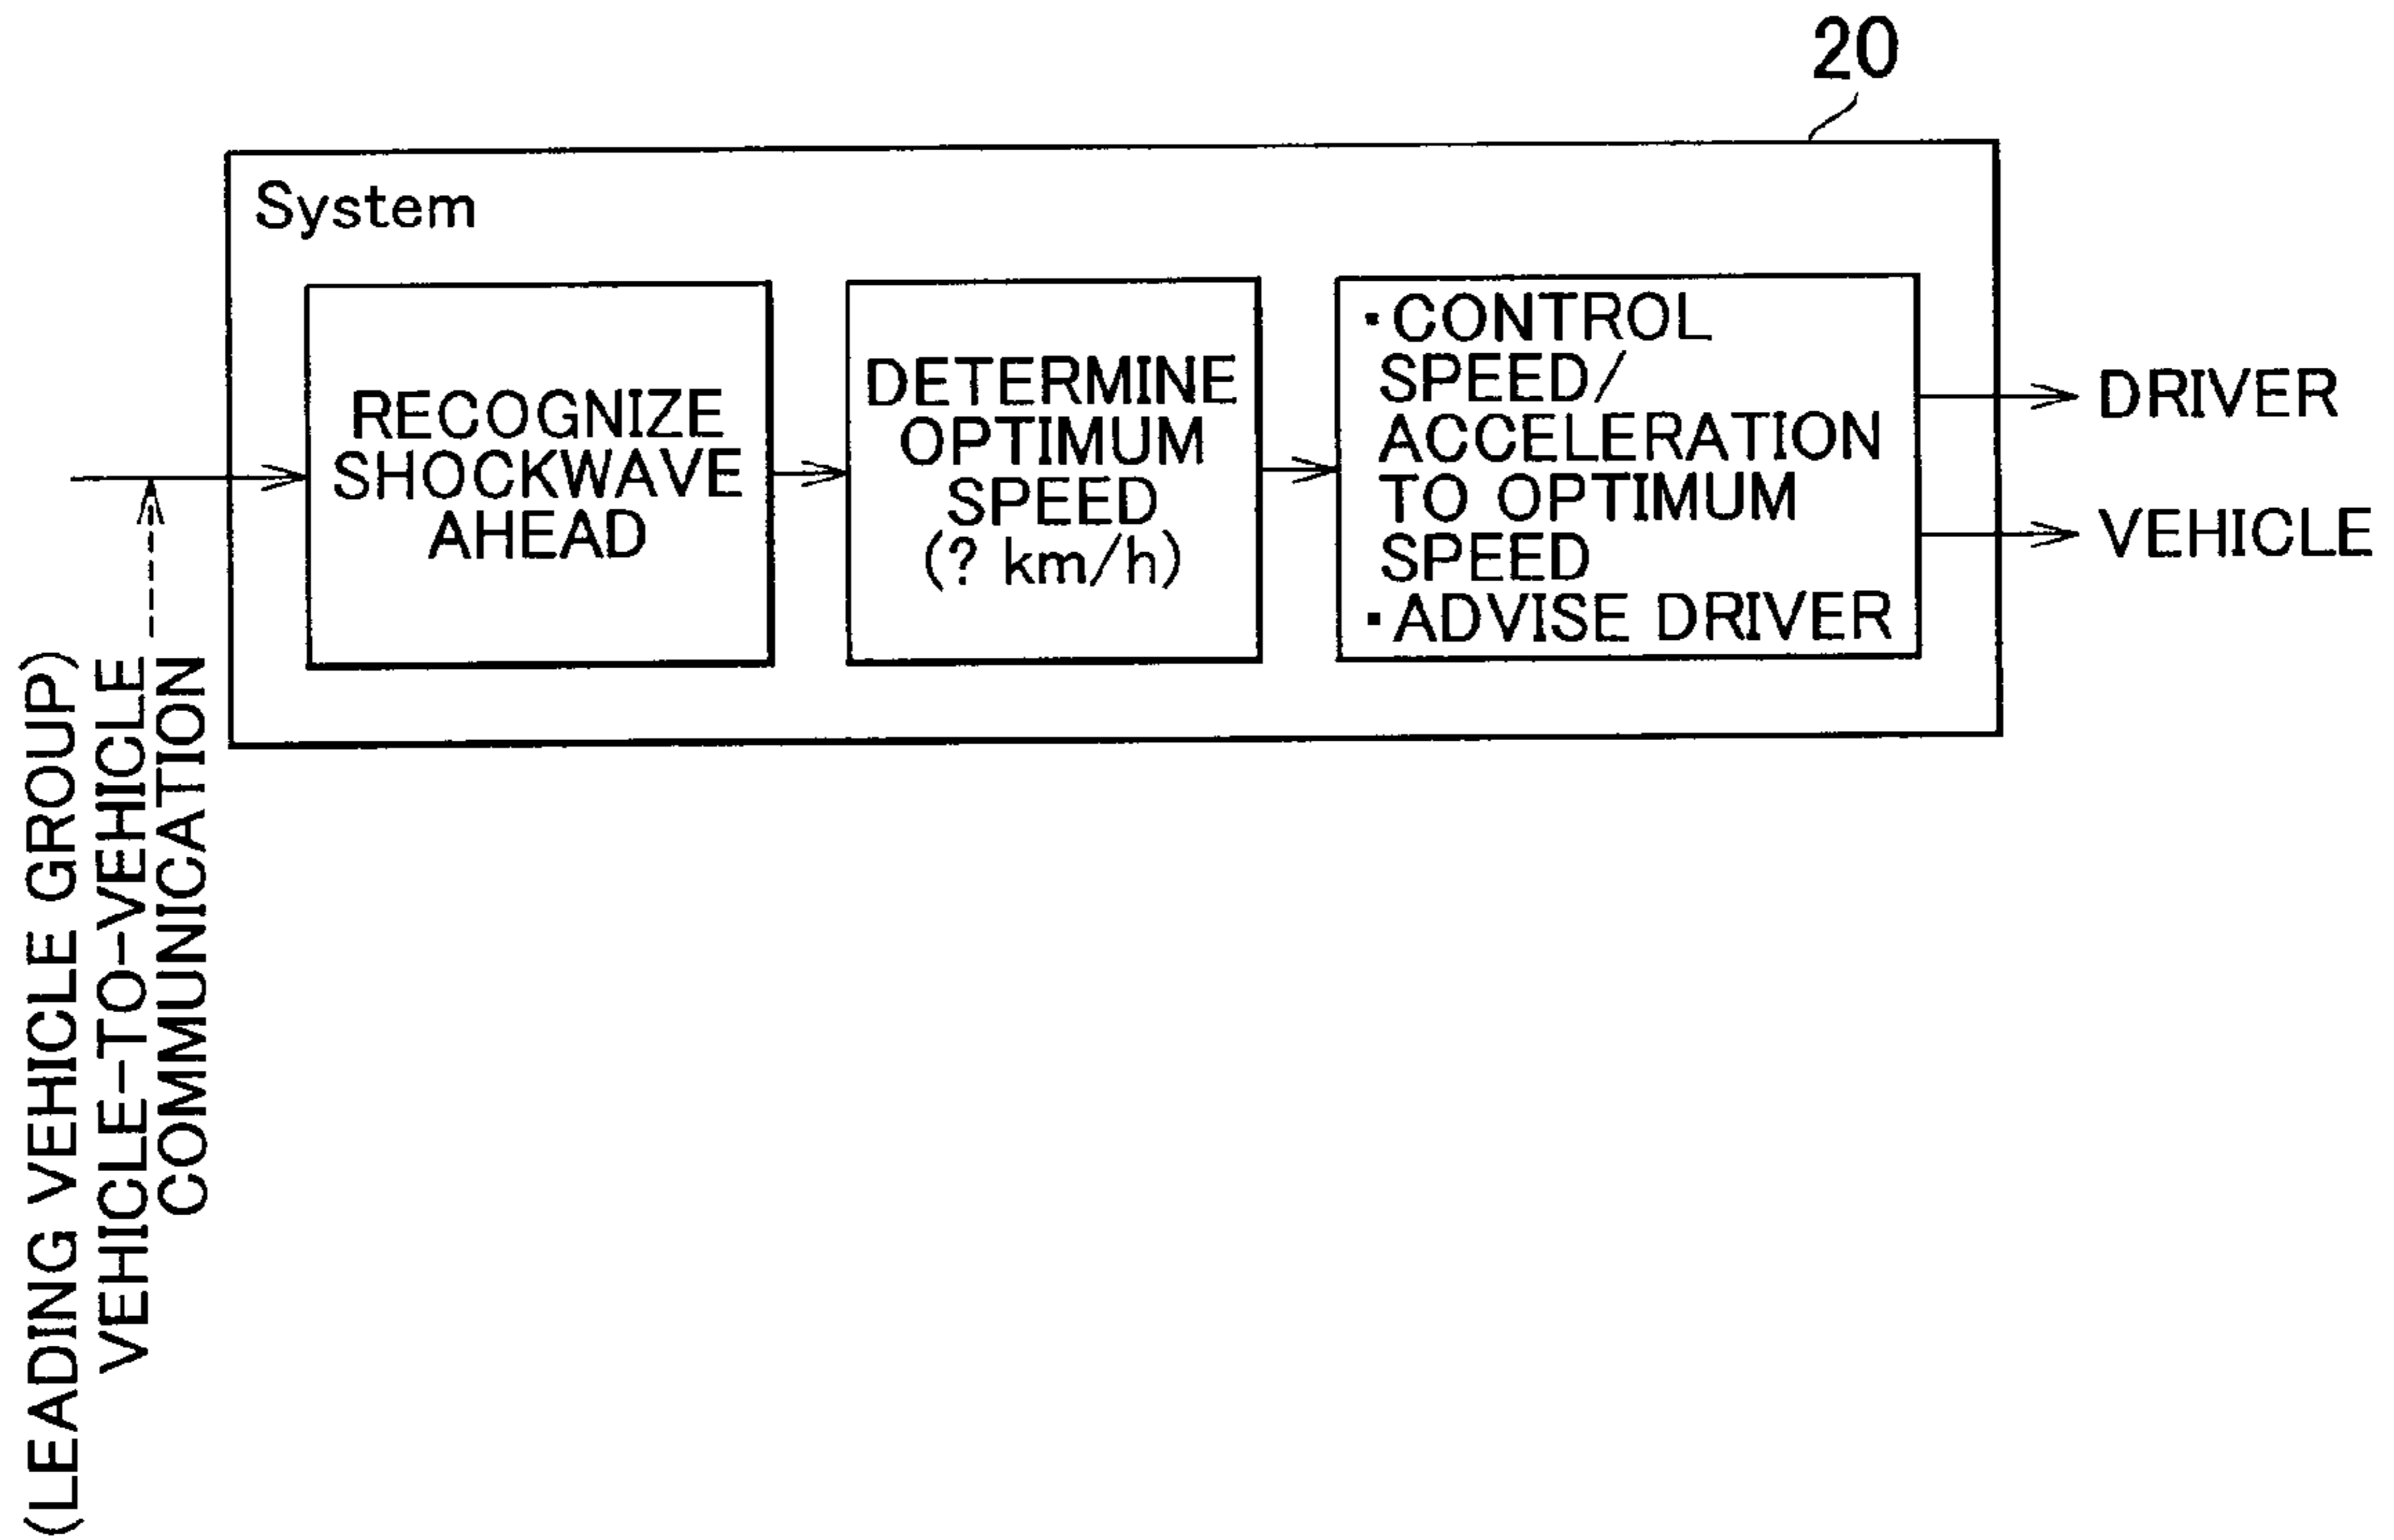 20
System
RECOGNIZE
SHOCKWAVE
AHEAD
DETERMINE
OPTIMUM
SPEED
(? km/h)
・CONTROL
SPEED/
ACCELERATION
TO OPTIMUM
SPEED
・ADVISE DRIVER
DRIVER
VEHICLE
(LEADING VEHICLE GROUP)
VEHICLE-TO-VEHICLE
COMMUNICATION